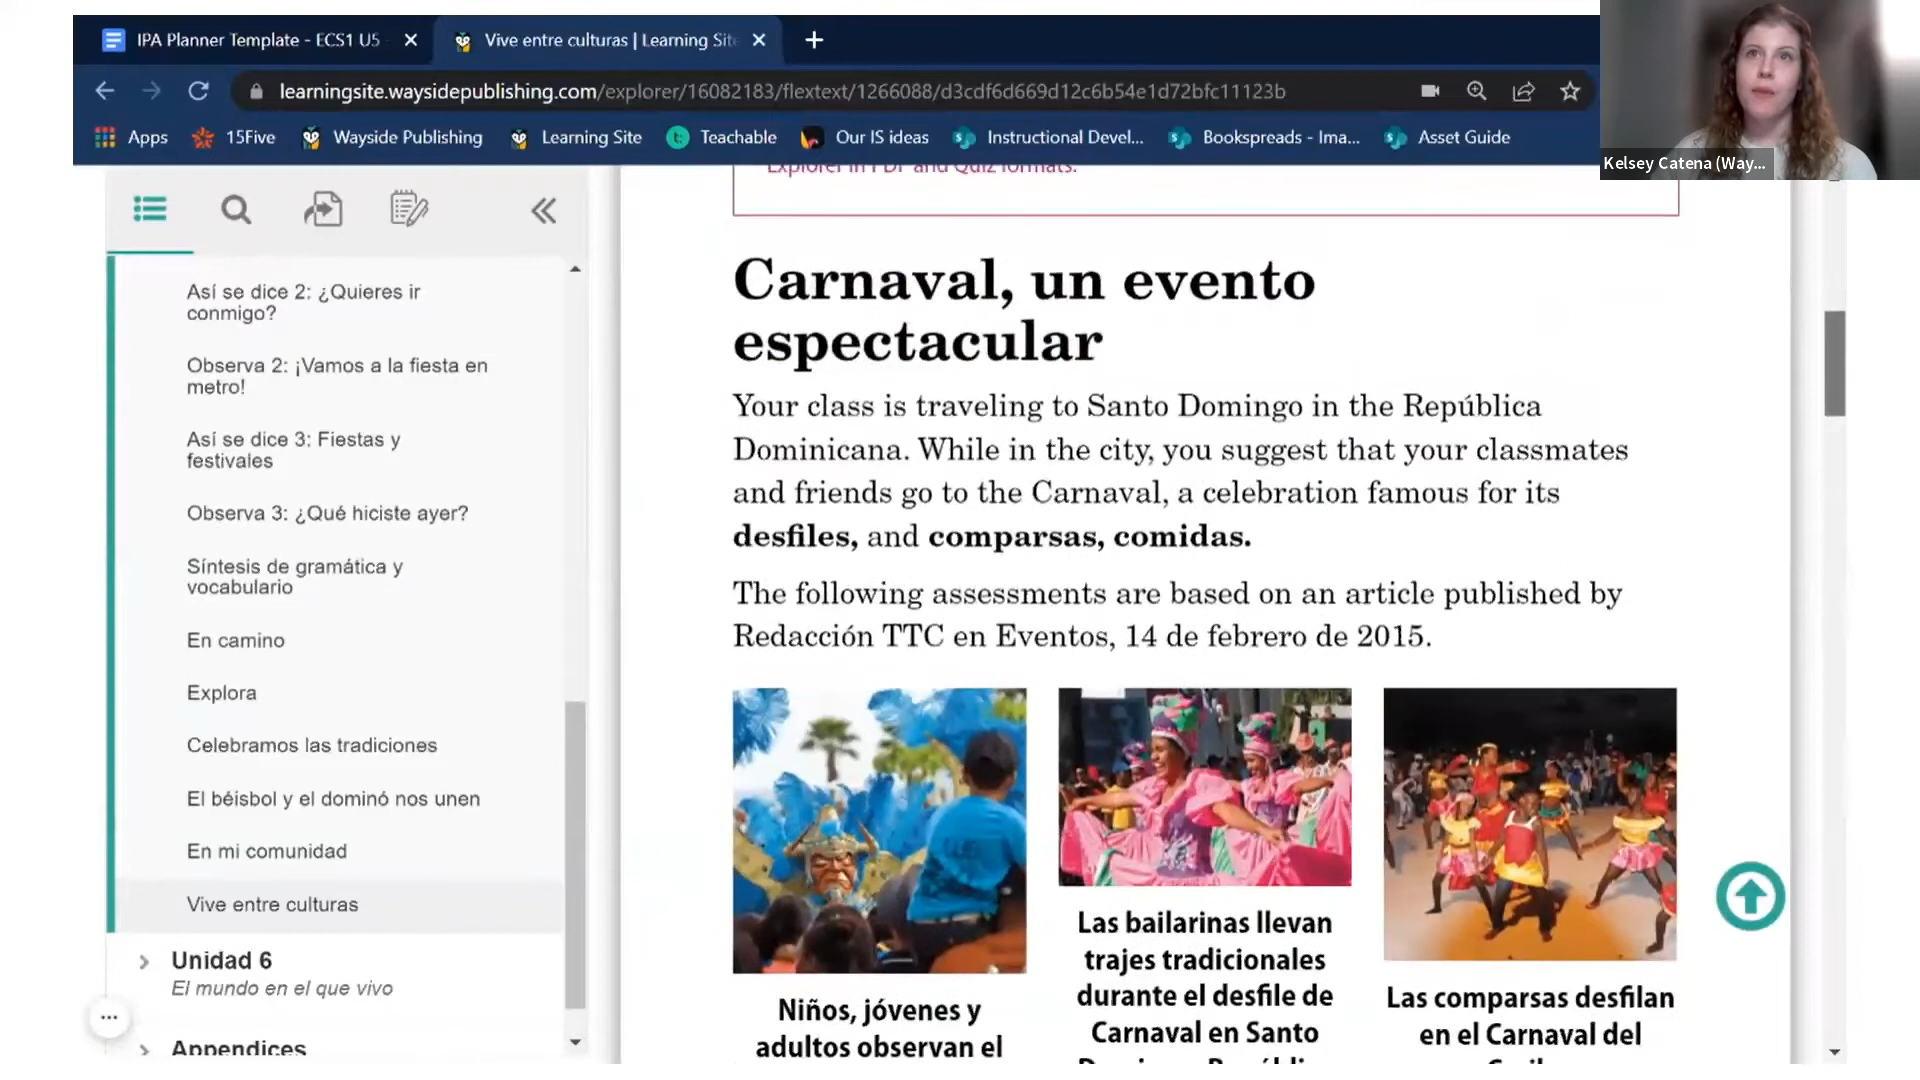 IPA Planner Template - ECS1 U5
Vive entre culturas | Learning Sit
learningsite.waysidepublishing.com/explorer/16082183/flextext/1266088/d3cdf6d669d12c6b54e1d72bfc11123b
Apps
15Five
Wayside Publishing
Learning Site
Teachable
Our IS ideas
Instructional Devel...
Bookspreads - Ima...
Asset Guide
Kelsey Catena (Way...
Explorer in PDF and Quiz formats.
Así se dice 2: ¿Quieres ir
conmigo?
Observa 2: ¡Vamos a la fiesta en
metro!
Así se dice 3: Fiestas y
festivales
Observa 3: ¿Qué hiciste ayer?
Síntesis de gramática y
vocabulario
En camino
Explora
Celebramos las tradiciones
El béisbol y el dominó nos unen
En mi comunidad
Vive entre culturas
Unidad 6
El mundo en el que vivo
Appendices
Carnaval, un evento
espectacular
Your class is traveling to Santo Domingo in the República
Dominicana. While in the city, you suggest that your classmates
and friends go to the Carnaval, a celebration famous for its
desfiles, and comparsas, comidas.
The following assessments are based on an article published by
Redacción TTC en Eventos, 14 de febrero de 2015.
Niños, jóvenes y
adultos observan el
Las bailarinas llevan
trajes tradicionales
durante el desfile de
Carnaval en Santo
Las comparsas desfilan
en el Carnaval del